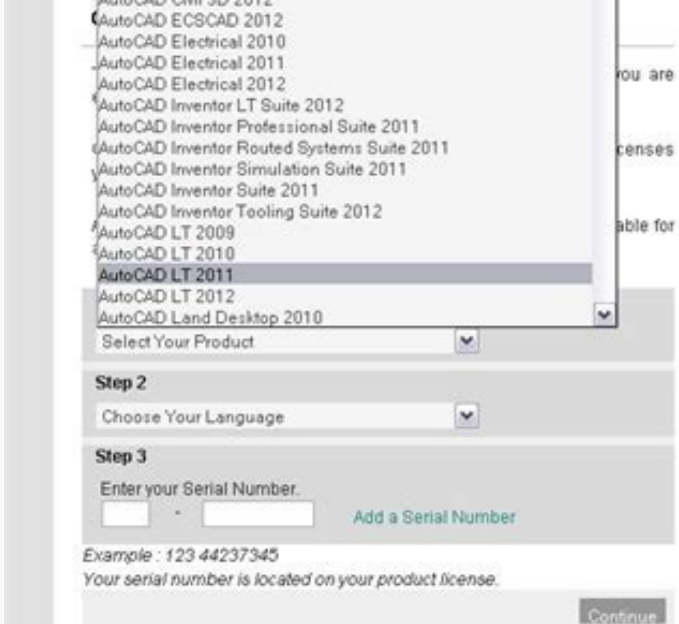 AutoCAD ECSCAD 2012
AutoCAD Electrical 2010
AutoCAD Electrical 2011
you are
AutoCAD Electrical 2012
AutoCAD Inventor LT Suite 2012
AutoCAD Inventor Professional Suite 2011
AutoCAD Inventor Routed Systems Suite 2011
censes
AutoCAD Inventor Simulation Suite 2011
AutoCAD Inventor Suite 2011
AutoCAD Inventor Tooling Suite 2012
able for
AutoCAD LT 2009
AutoCAD LT 2010
AutoCAD LT 2011
AutoCAD LT 2012
AutoCAD Land Desktop 2010
Select Your Product
Step 2
Choose Your Language
Step 3
Enter your Serial Number.
- Add a Serial Number
Example : 123 44237345
Your serial number is located on your product license.
Continue